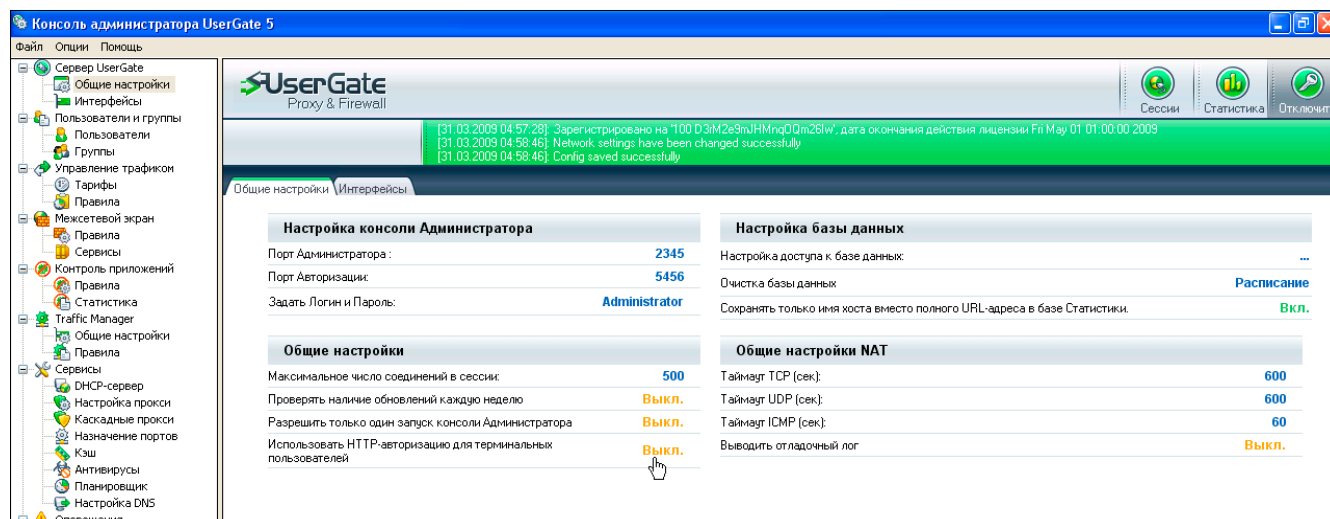 Консоль администратора UserGate 5
Файл Опции Помощь
Сервер UserGate
Общие настройки
Интерфейсы
Пользователи и группы
Пользователи
Группы
Управление трафиком
Тарифы
Правила
Межсетевой экран
Правила
Сервисы
Контроль приложений
Правила
Статистика
Traffic Manager
Общие настройки
Правила
Сервисы
DHCP-сервер
Настройка прокси
Каскадные прокси
Назначение портов
Кэш
Антивирусы
Планировщик
Настройка DNS
UserGate
Proxy & Firewall
Сессии Статистика
[31.03.2009 04:57:28]: Зарегистрировано на '100 D3rM2e9mJHMnqOQm26Iw', дата окончания действия лицензии Fri May 01 01:00:00 2009
[31.03.2009 04:58:46]: Network settings have been changed successfully
[31.03.2009 04:58:46]: Config saved successfully
Общие настройки Интерфейсы
Настройка консоли Администратора
Порт Администратора : 2345
Порт Авторизации: 5456
Задать Логин и Пароль: Administrator
Общие настройки
Максимальное число соединений в сессии: 500
Проверять наличие обновлений каждую неделю Выкл.
Разрешить только один запуск консоли Администратора Выкл.
Использовать HTTP-авторизацию для терминальных
пользователей Выкл.
Настройка базы данных
Настройка доступа к базе данных: ...
Очистка базы данных Расписание
Сохранять только имя хоста вместо полного URL-адреса в базе Статистики. Вкл.
Общие настройки NAT
Таймаут TCP (сек): 600
Таймаут UDP (сек): 600
Таймаут ICMP (сек): 60
Выводить отладочный лог Выкл.